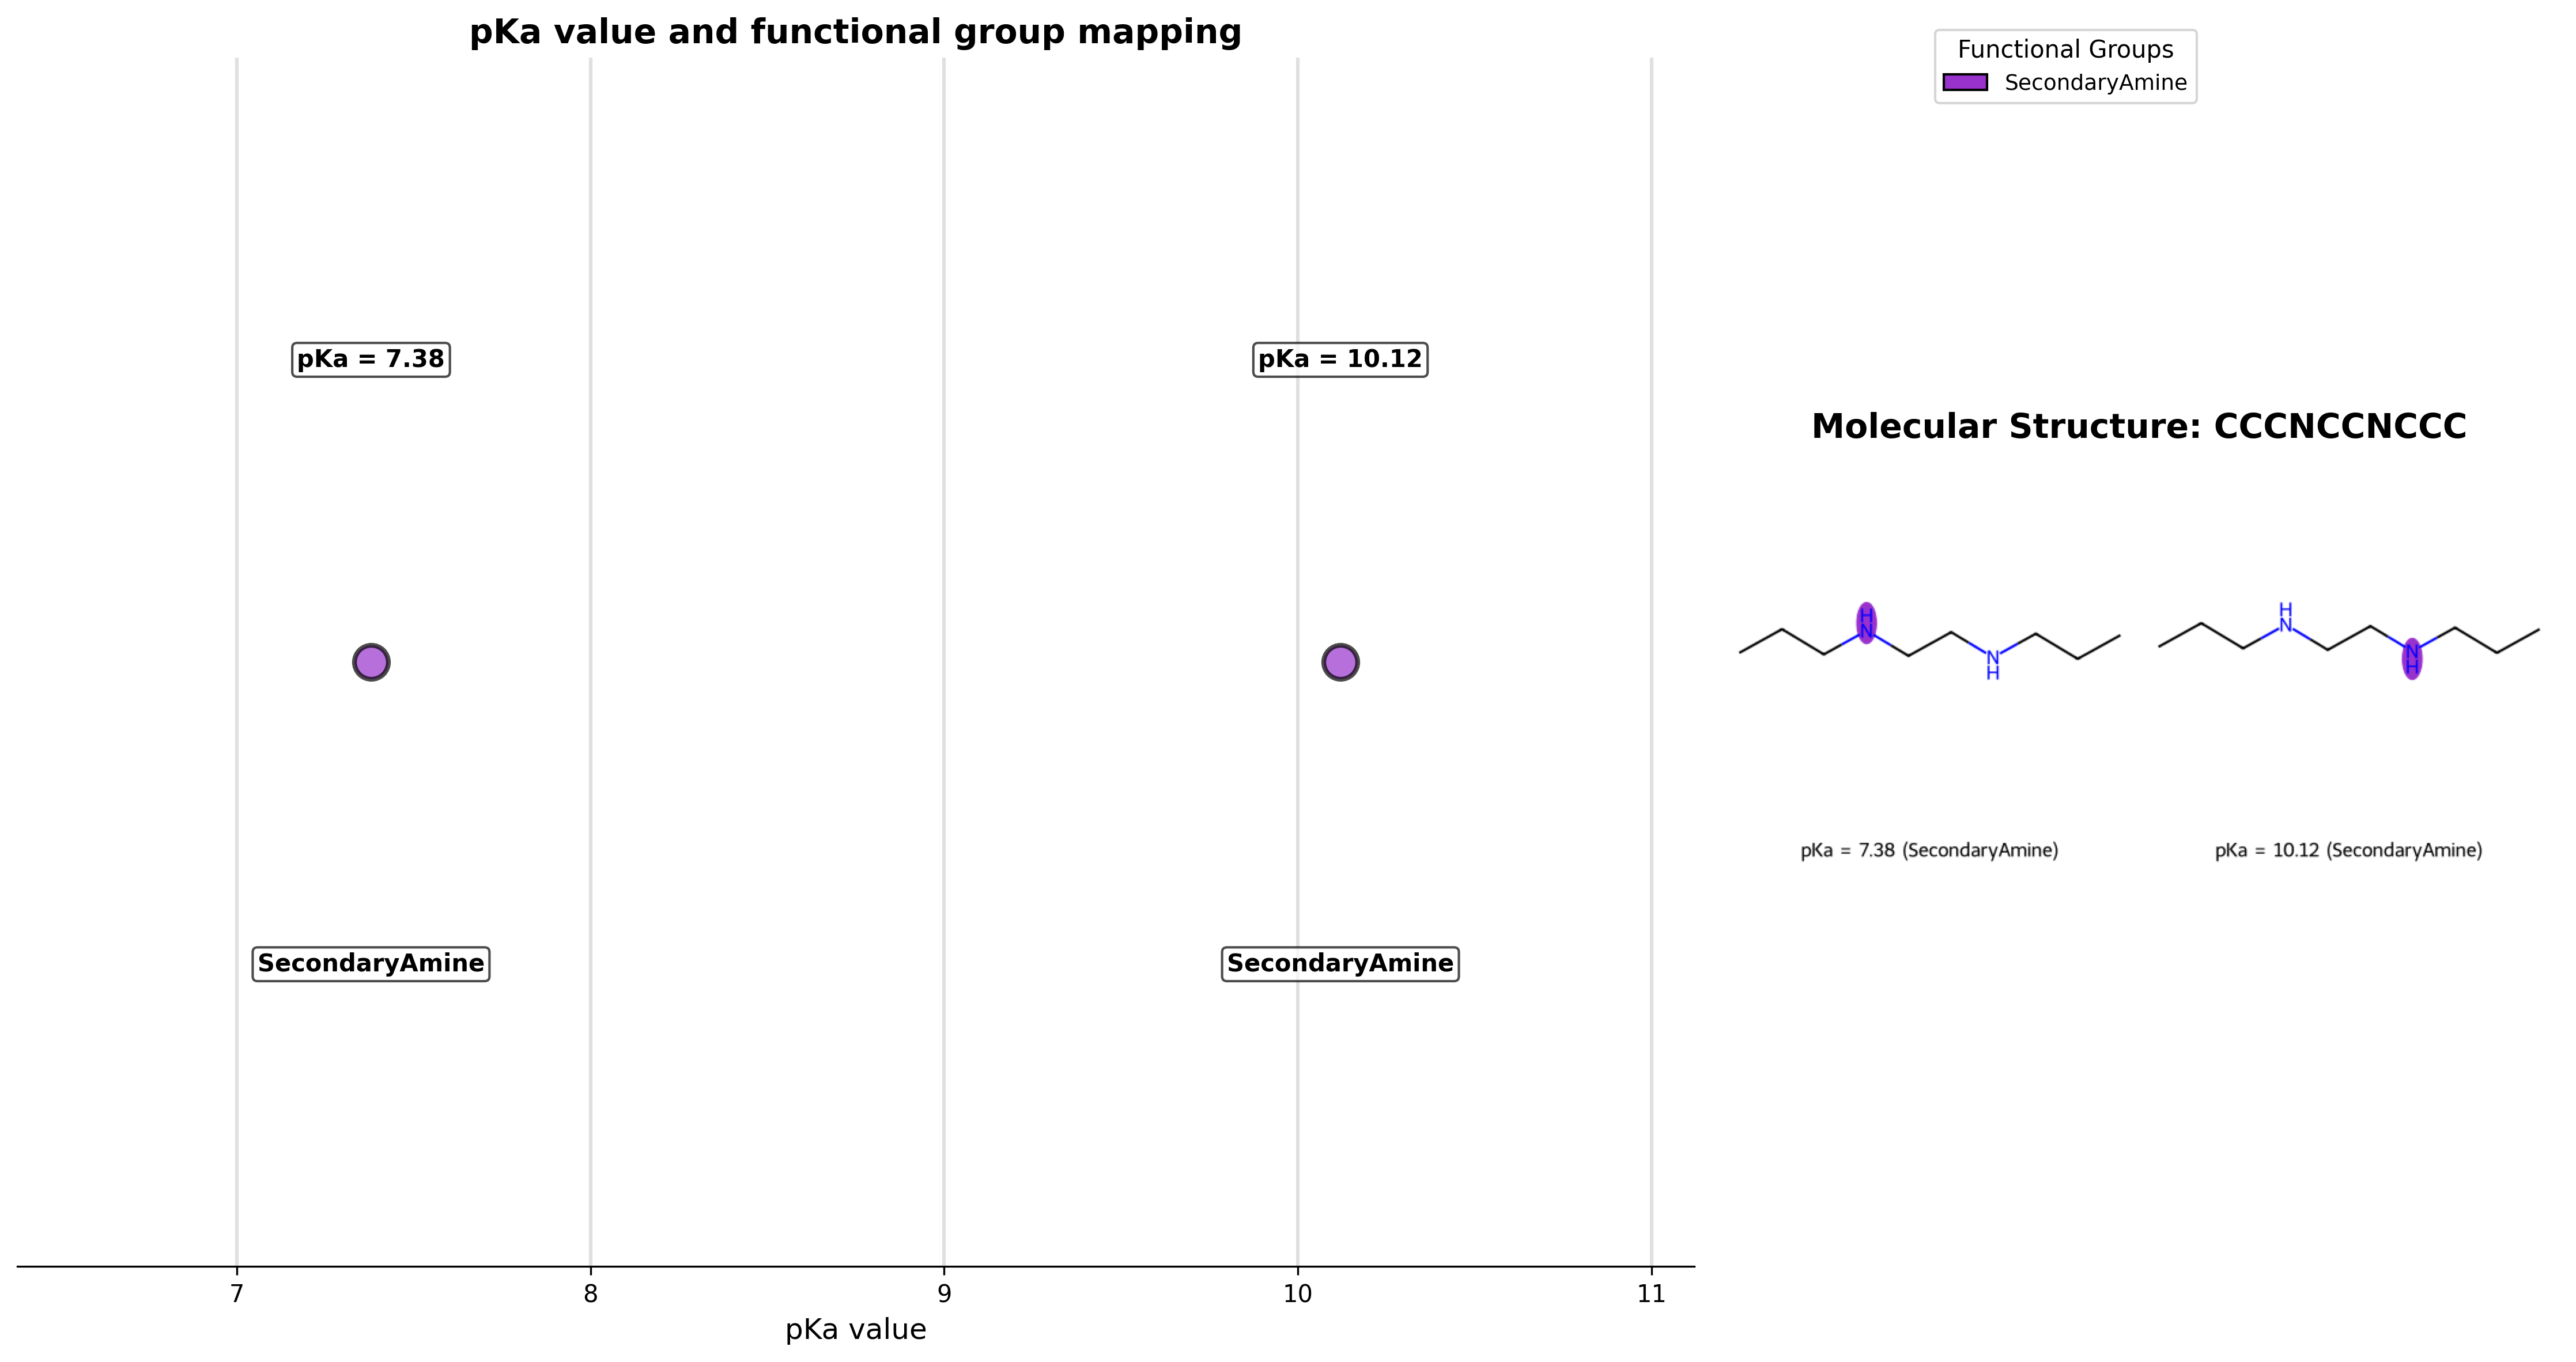 pKa value and functional group mapping
Functional Groups
SecondaryAmine
pKa = 7.38
pKa = 10.12
Molecular Structure: CCCNCCNCCC
H
N
N
H
H
N
N
H
pKa = 7.38 (SecondaryAmine)
pKa = 10.12 (SecondaryAmine)
SecondaryAmine
SecondaryAmine
7 8 9 10 11
pKa value